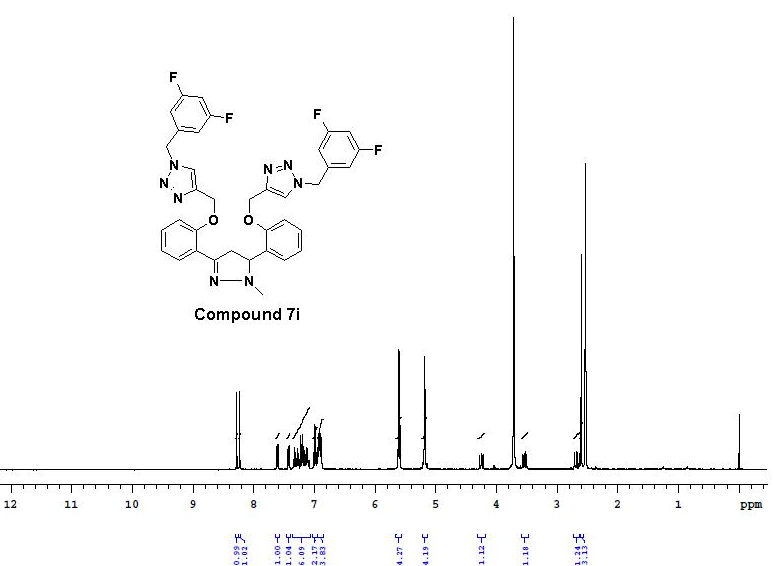 F
F
F
F
N
N
N
N
N
N
O
O
N
N
Compound 7i
12 11 10 9 8 7 6 5 4 3 2 1 ppm
0.99
1.02
1.00
1.04
6.09
2.17
3.83
4.27
4.19
1.12
1.18
1.24
3.13